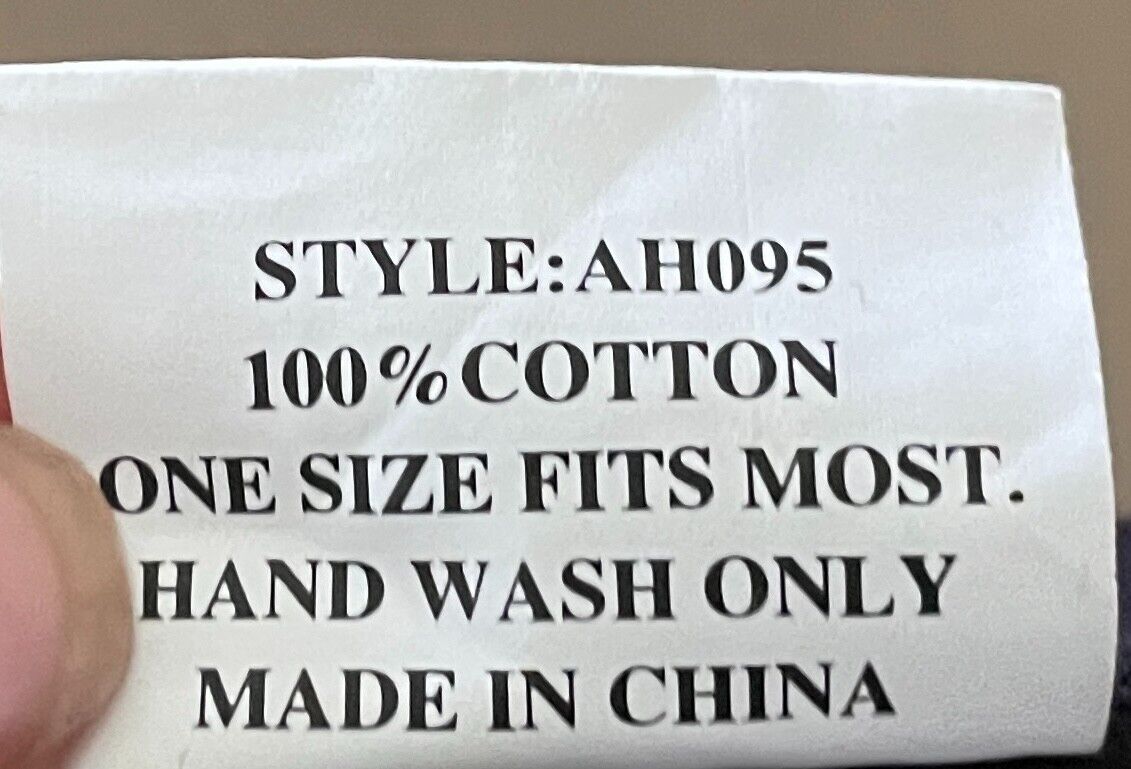 STYLE:AH095
100% COTTON
ONE SIZE FITS MOST.
HAND WASH ONLY
MADE IN CHINA